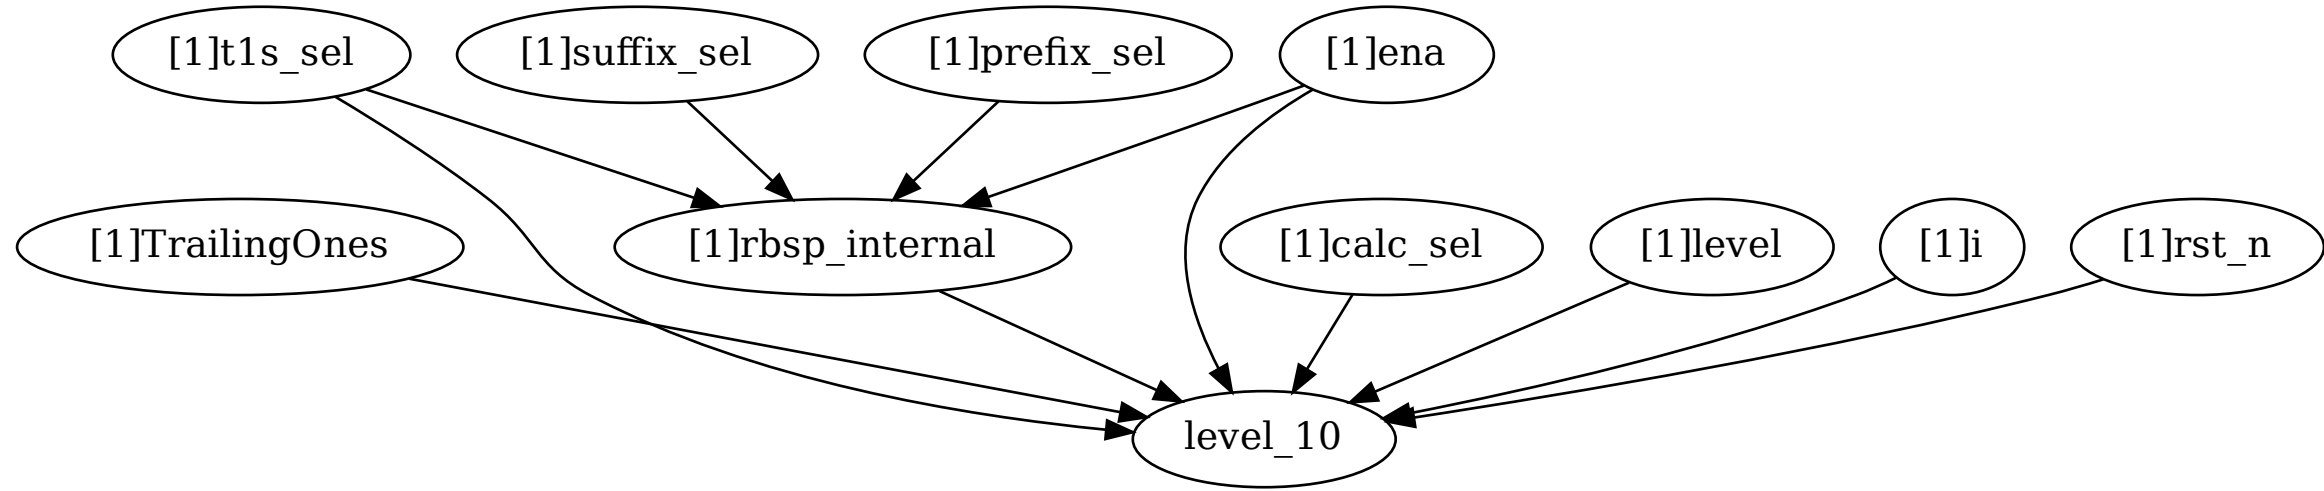 [1]t1s_sel
[1]suffix_sel
[1]prefix_sel
[1]ena
[1]TrailingOnes
[1]rbsp_internal
[1]calc_sel
[1]level
[1]i
[1]rst_n
level_10